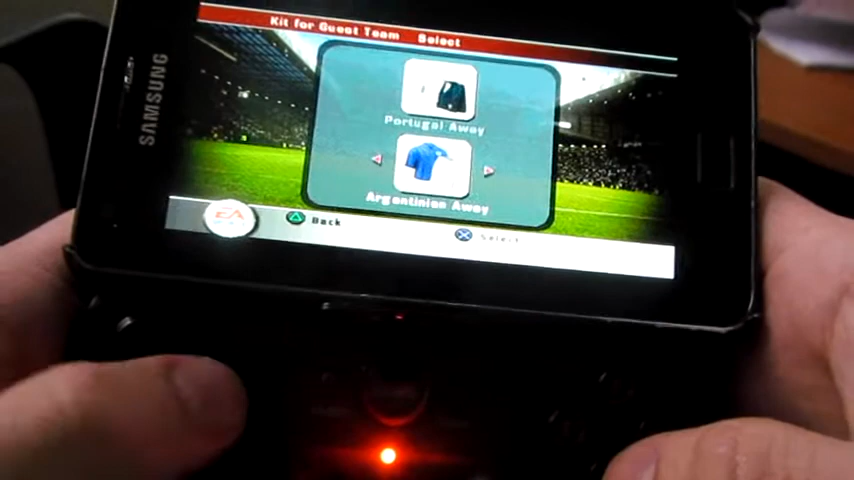 Kit for Guest Team Select
SAMSUNG
Portugal Away
Argentinian Away
EA
Back
Select